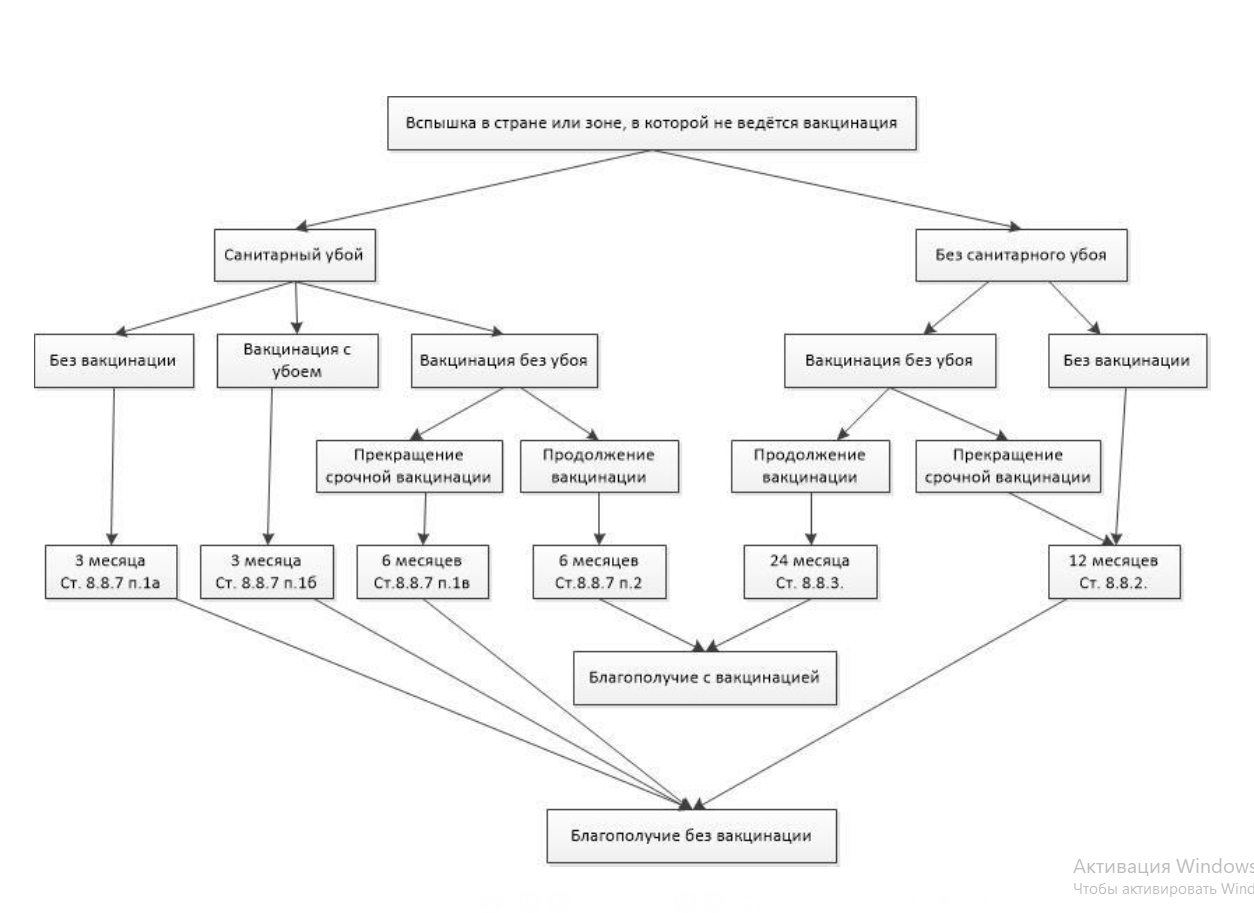 Вспышка в стране или зоне, в которой не ведётся вакцинация
Санитарный убой
Без санитарного убоя
Без вакцинации
Вакцинация с
убоем
Вакцинация без убоя
Вакцинация без убоя
Без вакцинации
Прекращение
срочной вакцинации
Продолжение
вакцинации
Продолжение
вакцинации
Прекращение
срочной вакцинации
3 месяца
Ст. 8.8.7 п.1а
3 месяца
Ст. 8.8.7 п.1б
6 месяцев
Ст.8.8.7 п.1в
6 месяцев
Ст.8.8.7 п.2
24 месяца
Ст. 8.8.3.
12 месяцев
Ст. 8.8.2.
Благополучие с вакцинацией
Благополучие без вакцинации
Активация Windows
Чтобы активировать Wind